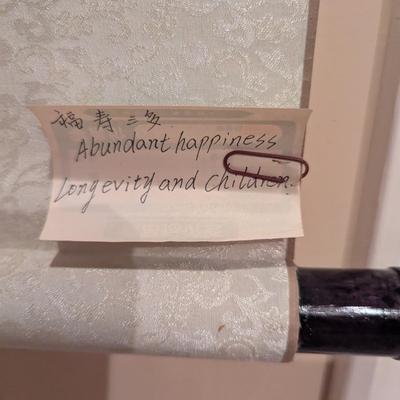 福寿三多
Abundant happiness
Longevity and Children.